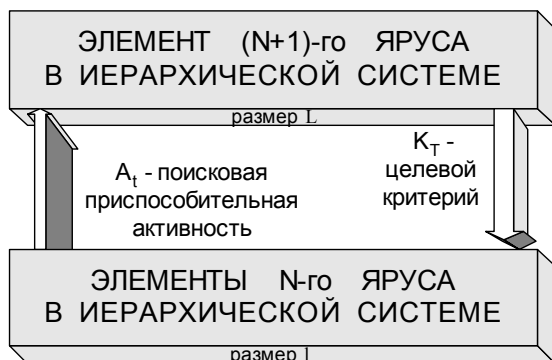 ЭЛЕМЕНТ (N+1)-го ЯРУСА
В ИЕРАРХИЧЕСКОЙ СИСТЕМЕ
размер L
A_t - поисковая
приспособительная
активность
K_T -
целевой
критерий
ЭЛЕМЕНТЫ N-го ЯРУСА
В ИЕРАРХИЧЕСКОЙ СИСТЕМЕ
размер l